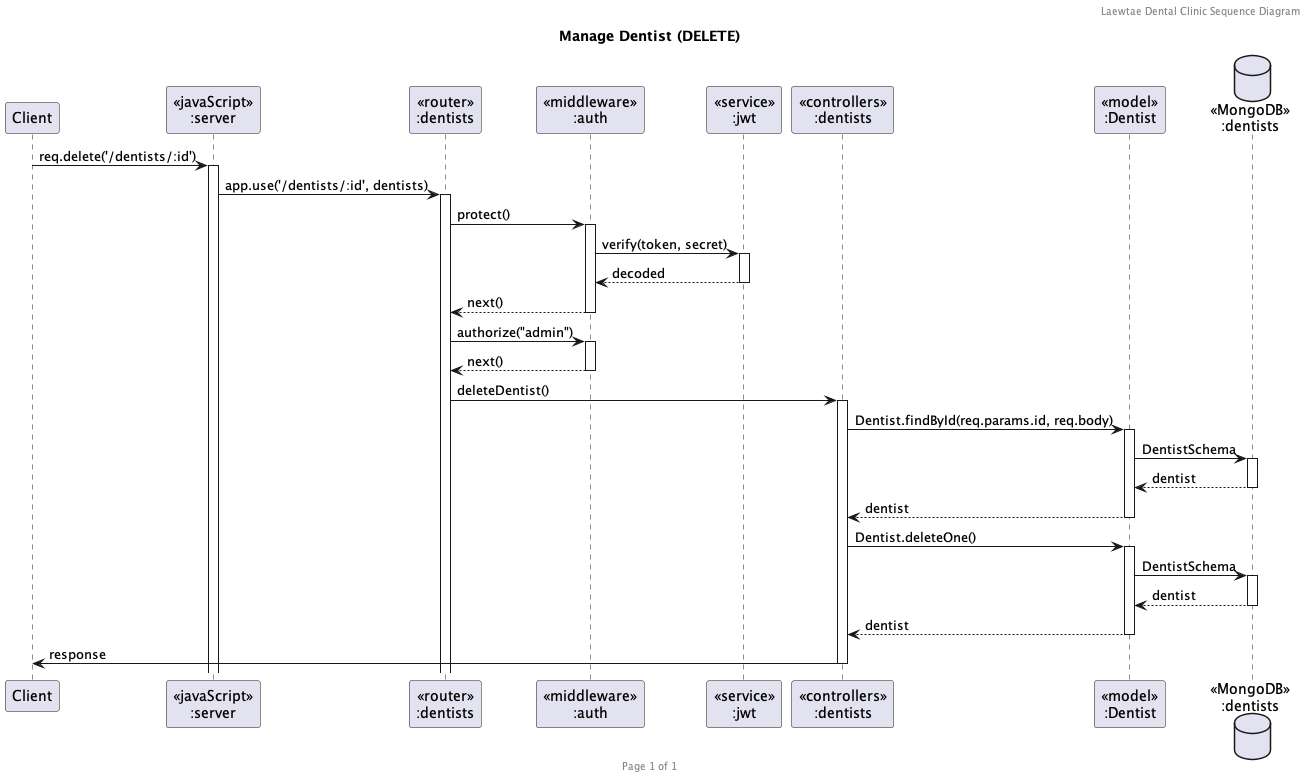 Laewtae Dental Clinic Sequence Diagram
Manage Dentist (DELETE)
Client
«javaScript»
:server
«router»
:dentists
«middleware»
:auth
«service»
:jwt
«controllers»
:dentists
«model»
:Dentist
«MongoDB»
:dentists
req.delete('/dentists/:id')
app.use('/dentists/:id', dentists)
protect()
verify(token, secret)
decoded
next()
authorize("admin")
next()
deleteDentist()
Dentist.findById(req.params.id, req.body)
DentistSchema
dentist
dentist
Dentist.deleteOne()
DentistSchema
dentist
dentist
response
Client
«javaScript»
:server
«router»
:dentists
«middleware»
:auth
«service»
:jwt
«controllers»
:dentists
«model»
:Dentist
«MongoDB»
:dentists
Page 1 of 1